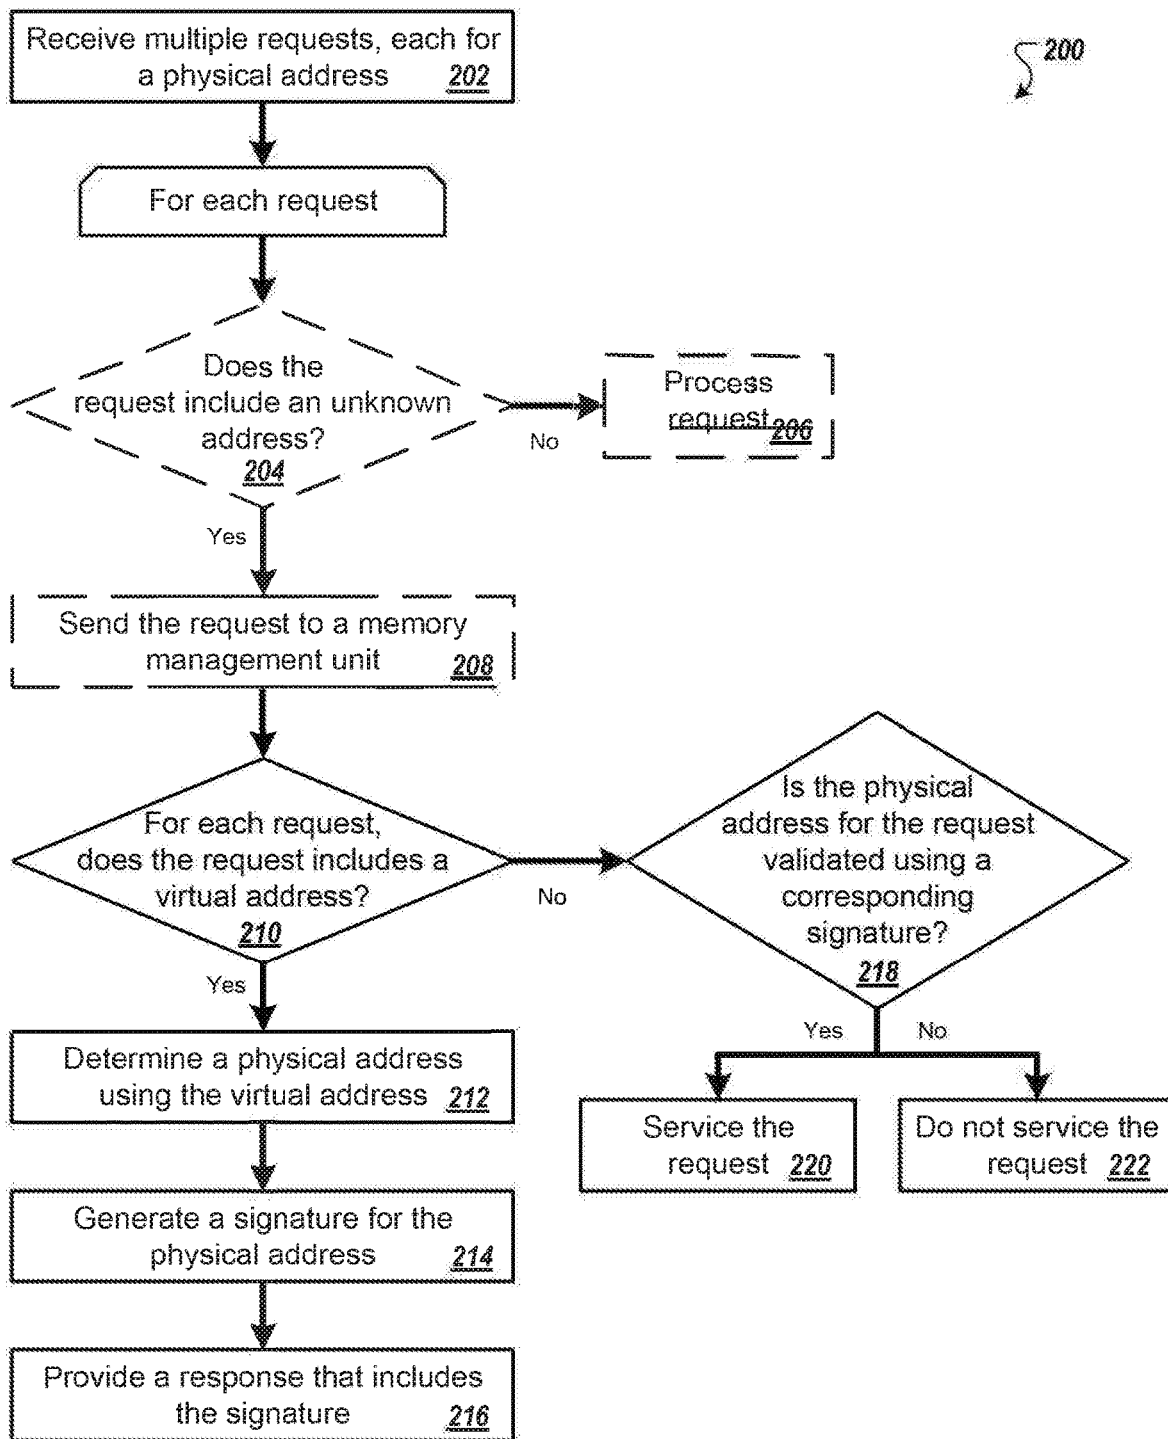 Receive multiple requests, each for
a physical address 202
200
For each request
Does the
request include an unknown
address?
204
No
Process
request 206
Yes
Send the request to a memory
management unit 208
For each request,
does the request includes a
virtual address?
210
No
Is the physical
address for the request
validated using a
corresponding
signature?
218
Yes
Determine a physical address
using the virtual address 212
Yes
No
Service the
request 220
Do not service the
request 222
Generate a signature for the
physical address 214
Provide a response that includes
the signature 216